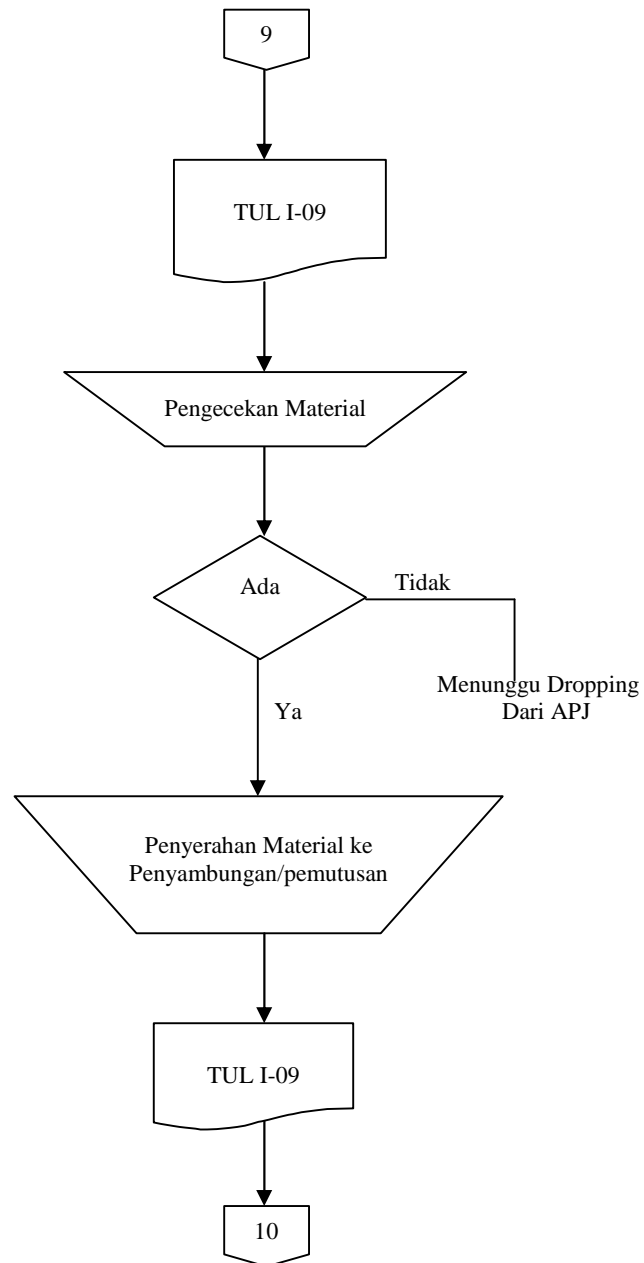 9
TUL I-09
Pengecekan Material
Ada
Tidak
Menunggu Dropping
Dari APJ
Ya
Penyerahan Material ke
Penyambungan/pemutusan
TUL I-09
10